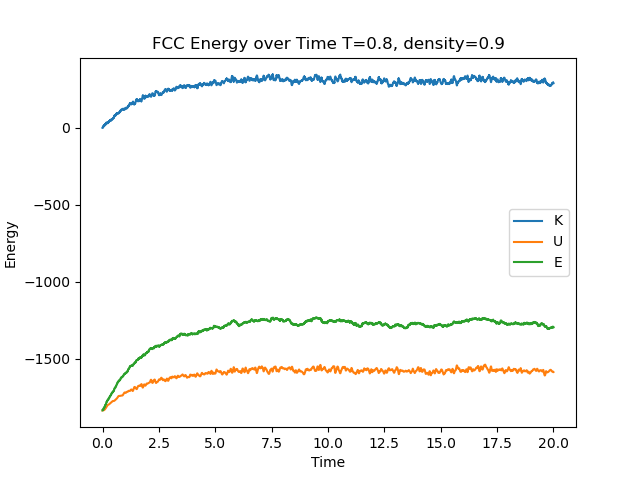 FCC Energy over Time T=0.8, density=0.9
Energy
0
−500
−1000
−1500
K
U
E
0.0 2.5 5.0 7.5 10.0 12.5 15.0 17.5 20.0
Time